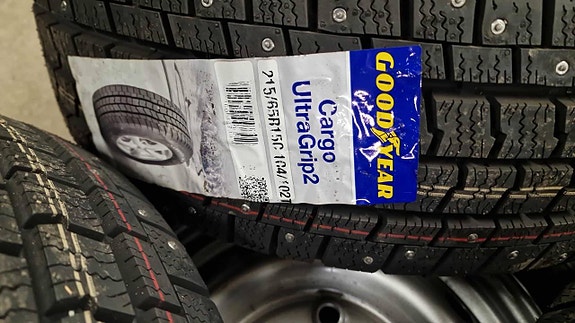 GOODYEAR
Cargo
UltraGrip2
215/65R15C 104/102T